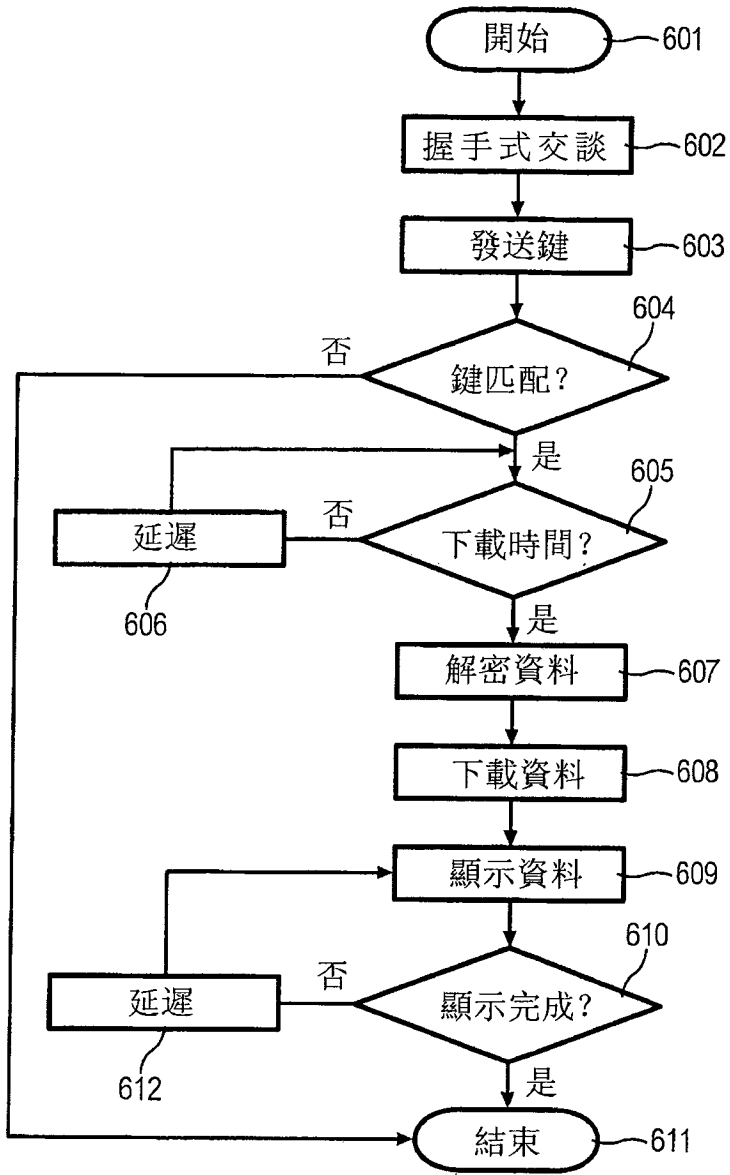 開始
601
握手式交談
602
發送鍵
603
604
否
鍵匹配?
是
605
否
延遲
下載時間?
606
是
解密資料
607
下載資料
608
顯示資料
609
610
否
延遲
顯示完成?
612
是
結束
611